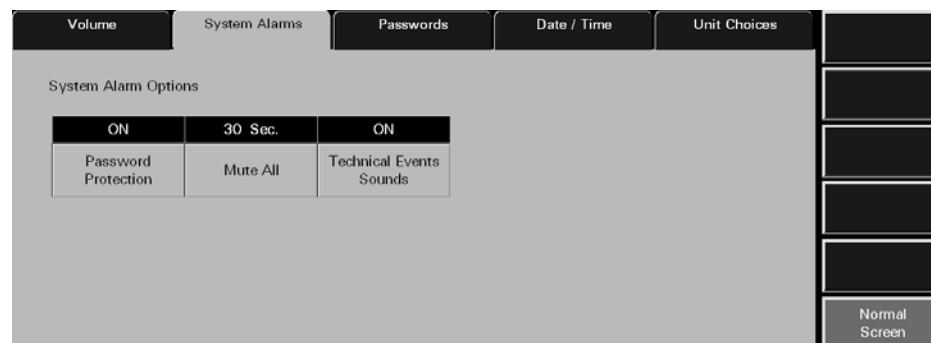 Volume
System Alarms
Passwords
Date / Time
Unit Choices
System Alarm Options
ON
30 Sec.
ON
Password
Protection
Mute All
Technical Events
Sounds
Normal
Screen